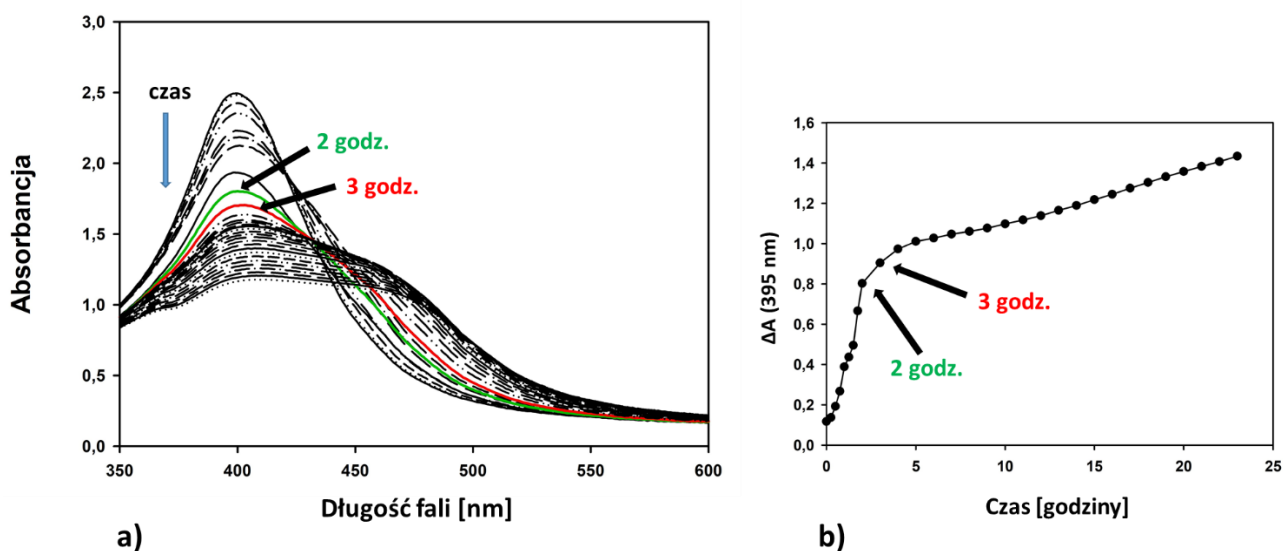 3,0
2,5
2,0
1,5
1,0
0,5
0,0
Absorbancja
czas
2 godz.
3 godz.
350
400
450
500
550
600
Długość fali [nm]
a)
1,6
1,4
1,2
1,0
0,8
0,6
0,4
0,2
0,0
ΔA (395 nm)
3 godz.
2 godz.
0
5
10
15
20
25
Czas [godziny]
b)